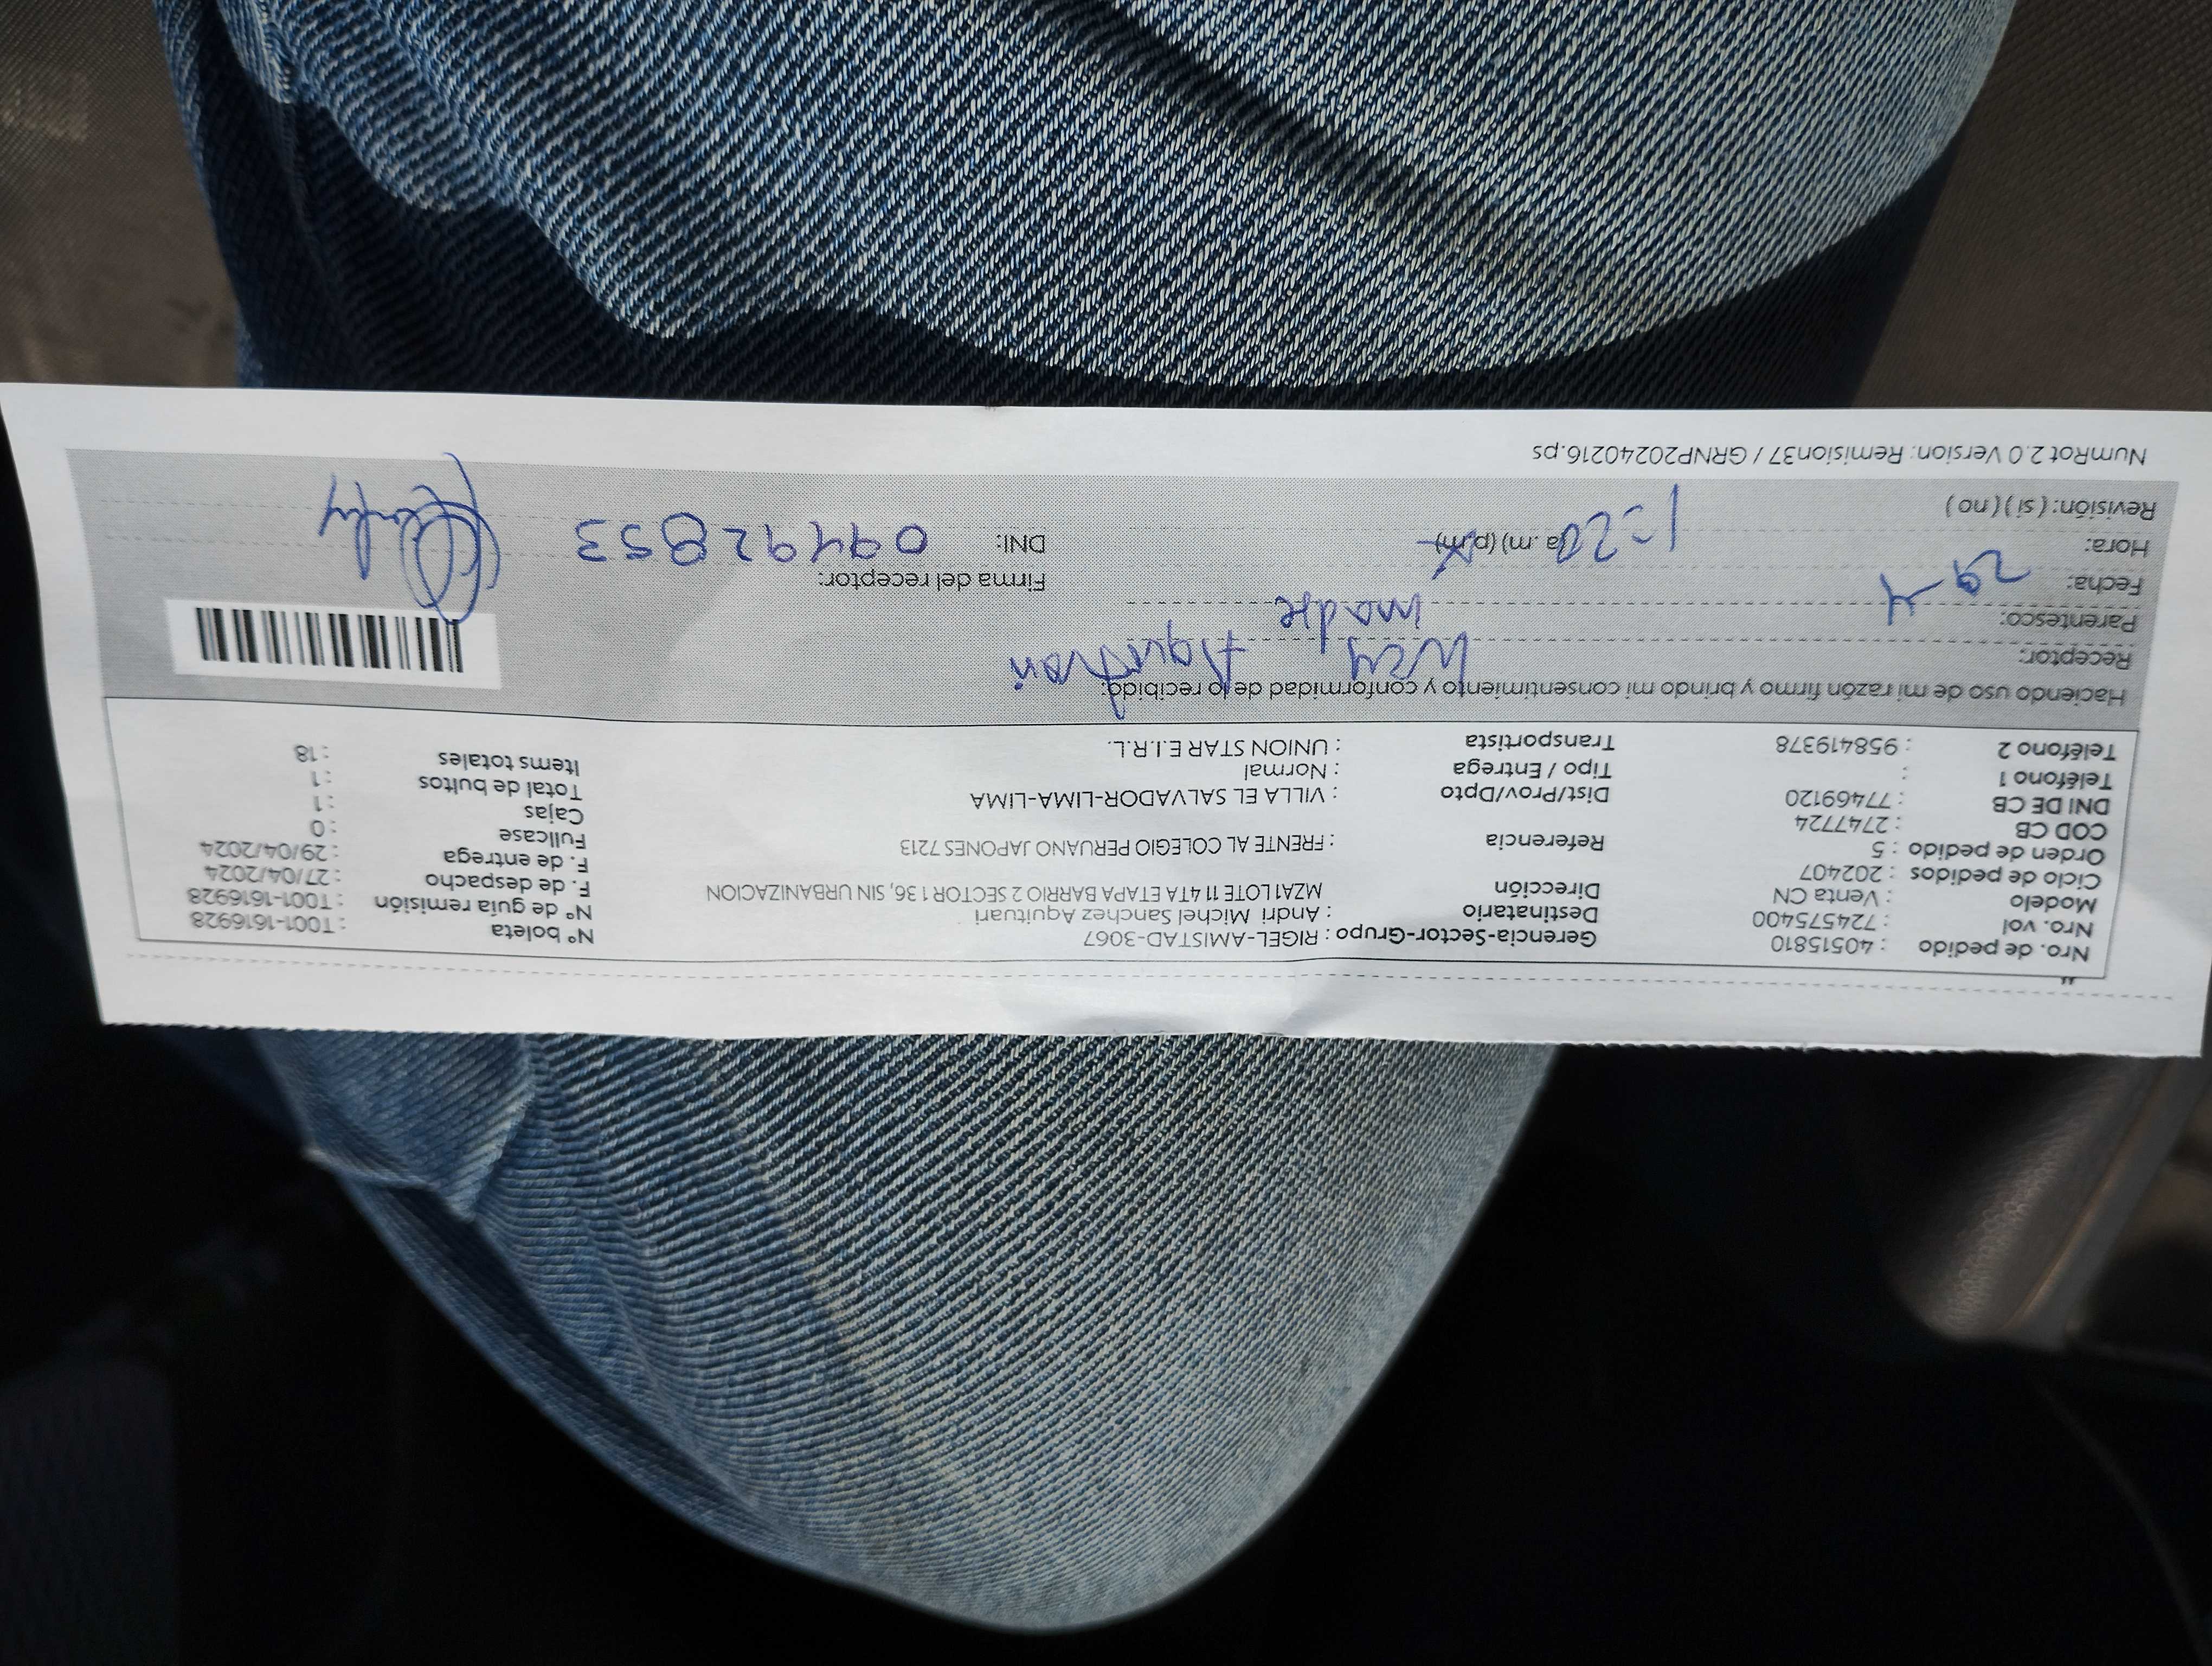 "
Nro. de pedido : 40515810 Gerencia-Sector-Grupo : RIGEL-AMISTAD-3067 N° boleta : T001-1616928
Nro. vol : 724575400 Destinatario : Andri Michel Sanchez Aquituari N° de guía remisión : T001-1616928
Modelo : Venta CN Dirección MZA1 LOTE 11 4TA ETAPA BARRIO 2 SECTOR 1 36, SIN URBANIZACION F. de despacho : 27/04/2024
Ciclo de pedidos : 202407 F. de entrega : 29/04/2024
Orden de pedido : 5 Referencia : FRENTE AL COLEGIO PERUANO JAPONES 7213 Fullcase : 0
COD CB : 2747724 Cajas : 1
DNI DE CB : 77469120 Dist/Prov/Dpto : VILLA EL SALVADOR-LIMA-LIMA Total de bultos : 1
Teléfono 1 : Tipo / Entrega : Normal Items totales : 18
Teléfono 2 : 958419378 Transportista : UNION STAR E.I.R.L.
Haciendo uso de mi razón firmo y brindo mi consentimiento y conformidad de lo recibido:
Receptor: Aquituari
Parentesco: madre
Fecha: 29-4 Firma del receptor:
Hora: 1=20 (a.m) (p.m) DNI: 09492853
Revisión: ( si ) ( no )
NumRot 2.0 Version: Remision37 / GRNP20240216.ps